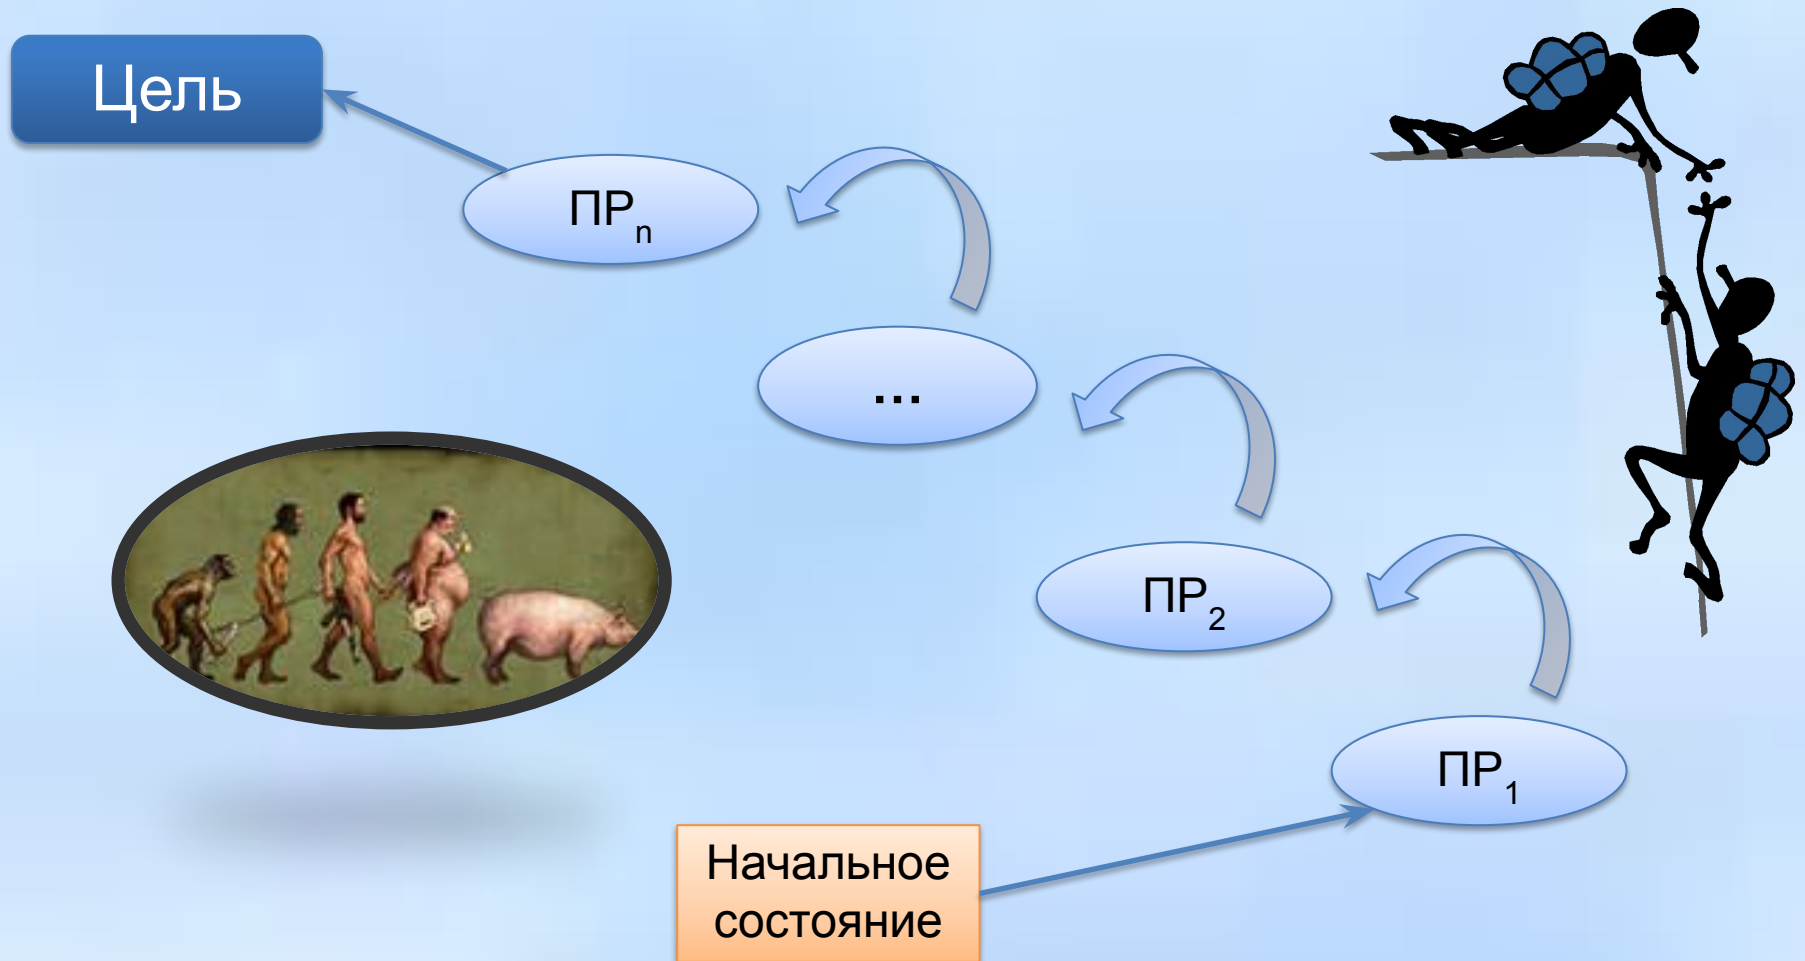 Цель
ПРn
...
ПР2
ПР1
Начальное
состояние